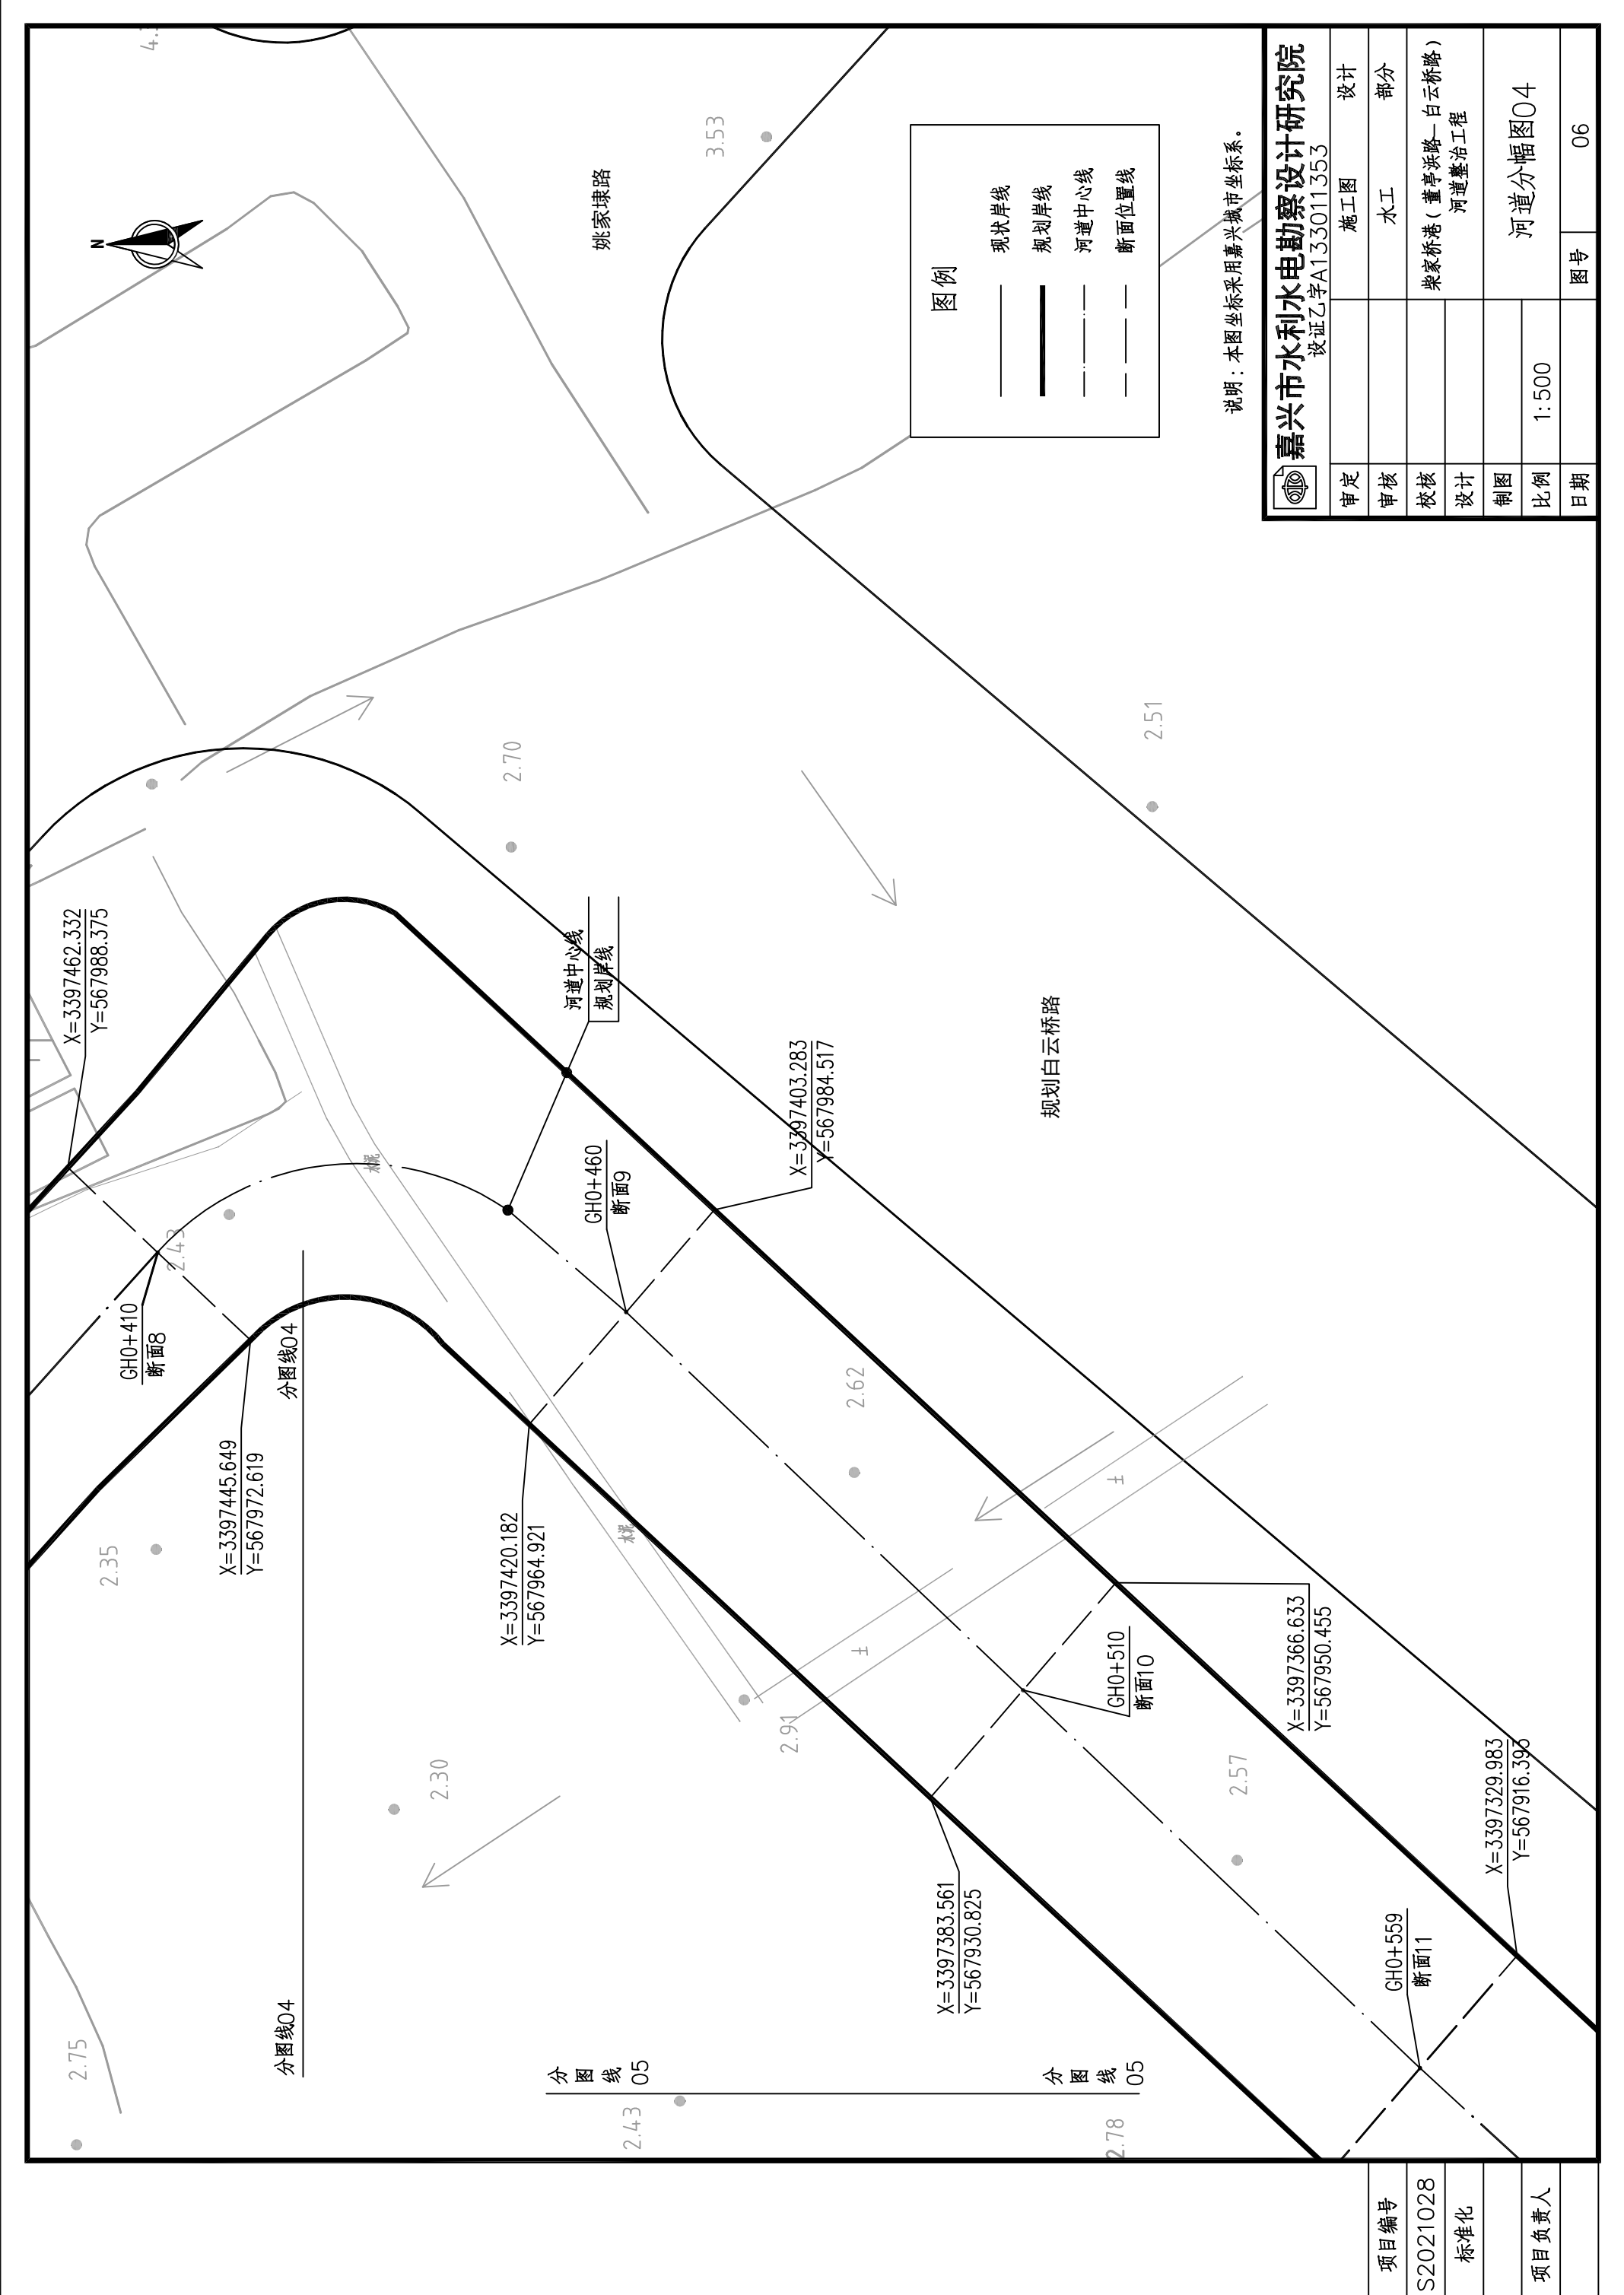 4.
3.53
姚家埭路
N
2.70
2.51
图例
现状岸线
规划岸线
河道中心线
断面位置线
说明：本图坐标采用嘉兴城市坐标系。
X=3397462.332
Y=567988.375
河道中心线
规划岸线
X=3397403.283
Y=567984.517
规划白云桥路
GH0+410
断面8
2.43
GH0+460
断面9
分图线04
X=3397445.649
Y=567972.619
2.35
X=3397420.182
Y=567964.921
2.62
土
土
GH0+510
断面10
X=3397366.633
Y=567950.455
2.91
2.30
2.57
X=3397329.983
Y=567916.393
X=3397383.561
Y=567930.825
GH0+559
断面11
分图线04
2.75
分图线05
分图线05
2.43
2.78
嘉兴市水利水电勘察设计研究院
设证乙字A133011353
审定
施工图 设计
审核
水工 部分
校核
柴家桥港（董亭浜路—白云桥路）
河道整治工程
设计
制图
河道分幅图04
比例 1:500
日期
图号 06
项目编号
S2021028
标准化
项目负责人